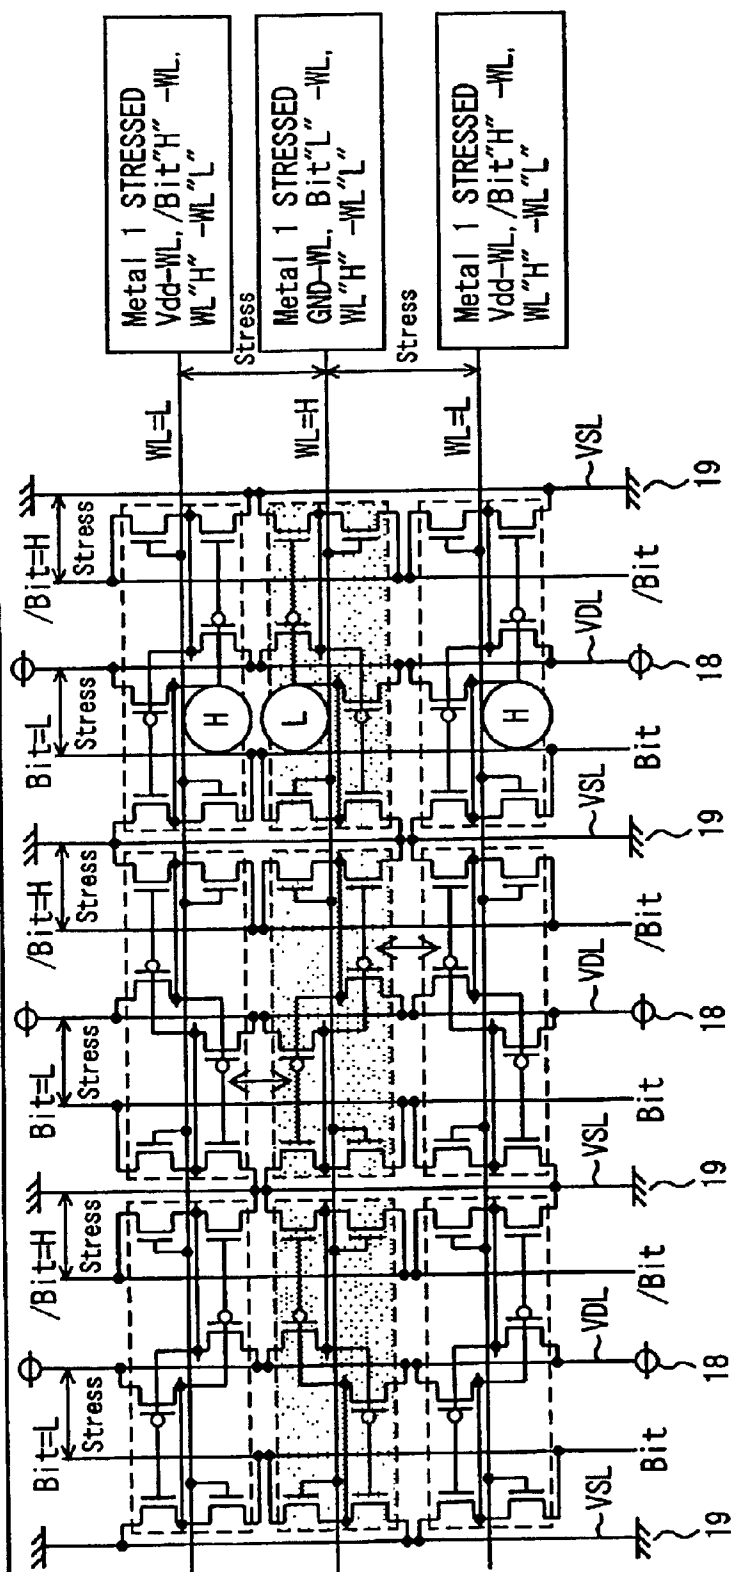 Bit=L
/Bit=H
Bit=L
/Bit=H
Bit=L
/Bit=H
Stress
Stress
Stress
Stress
Stress
Stress
Metal 1 STRESSED
Vdd-WL, /Bit"H" -WL,
WL"H" -WL"L"
WL=L
H
Stress
Metal 1 STRESSED
GND-WL, Bit"L" -WL,
WL"H" -WL"L"
WL=H
L
Stress
Metal 1 STRESSED
Vdd-WL, /Bit"H" -WL,
WL"H" -WL"L"
WL=L
H
VSL
VDL
VSL
VDL
VSL
VDL
VSL
Bit
/Bit
Bit
/Bit
Bit
/Bit
19
18
19
18
19
18
19